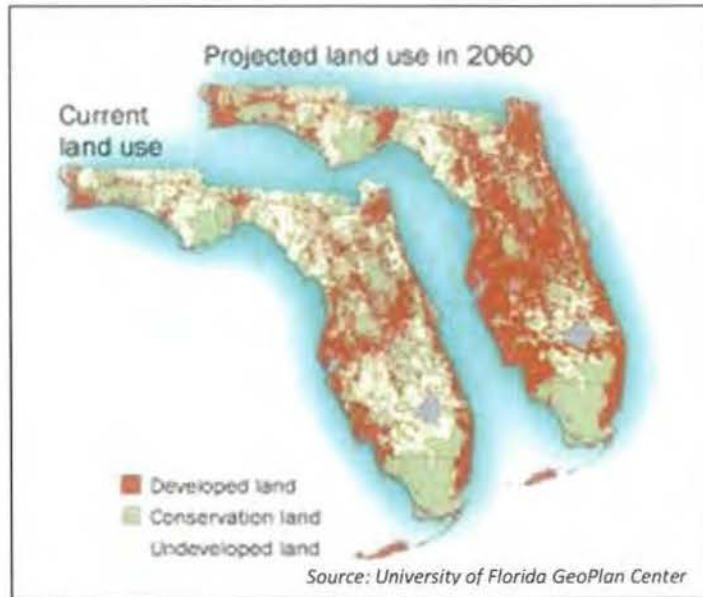 Projected land use in 2060
Current
land use
Developed land
Conservation land
Undeveloped land
Source: University of Florida GeoPlan Center